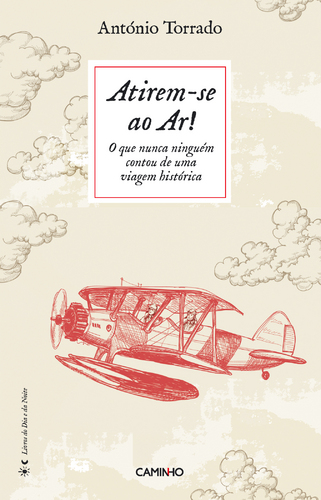 António Torrado
Atirem-se
ao Ar!
O que nunca ninguém
contou de uma
viagem histórica
Livros do Dia e da Noite
CAMINHO